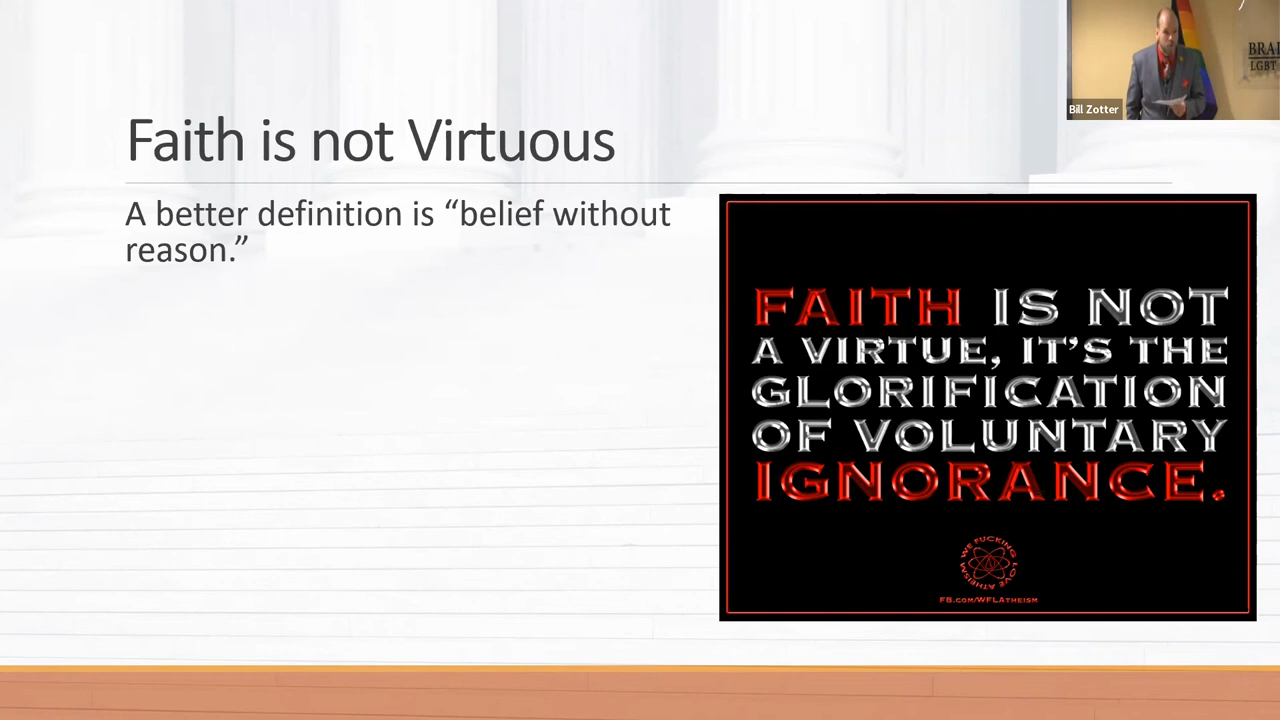 Faith is not Virtuous
A better definition is “belief without
reason.”
FAITH IS NOT
A VIRTUE, IT’S THE
GLORIFICATION
OF VOLUNTARY
IGNORANCE.
WE FUCKING LOVE ATHEISM
FB.COM/WFLATHEISM
Bill Zotter
BRA
LGBT